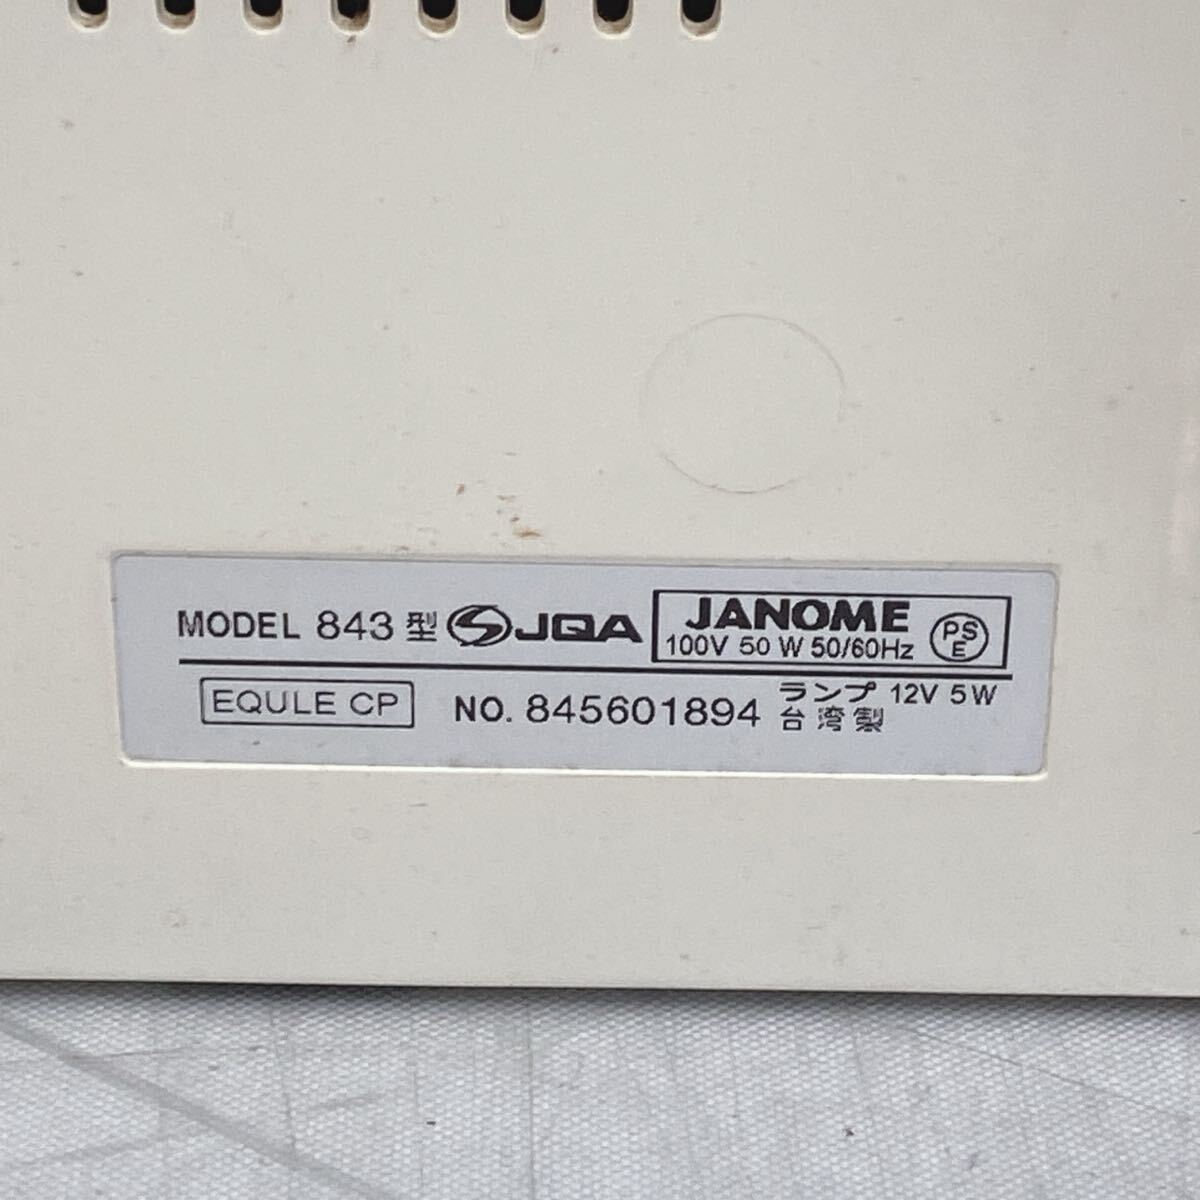 MODEL 843 型 S JQA JANOME
100V 50 W 50/60Hz PSE
EQULE CP NO. 845601894 ランプ 12V 5W
台湾製